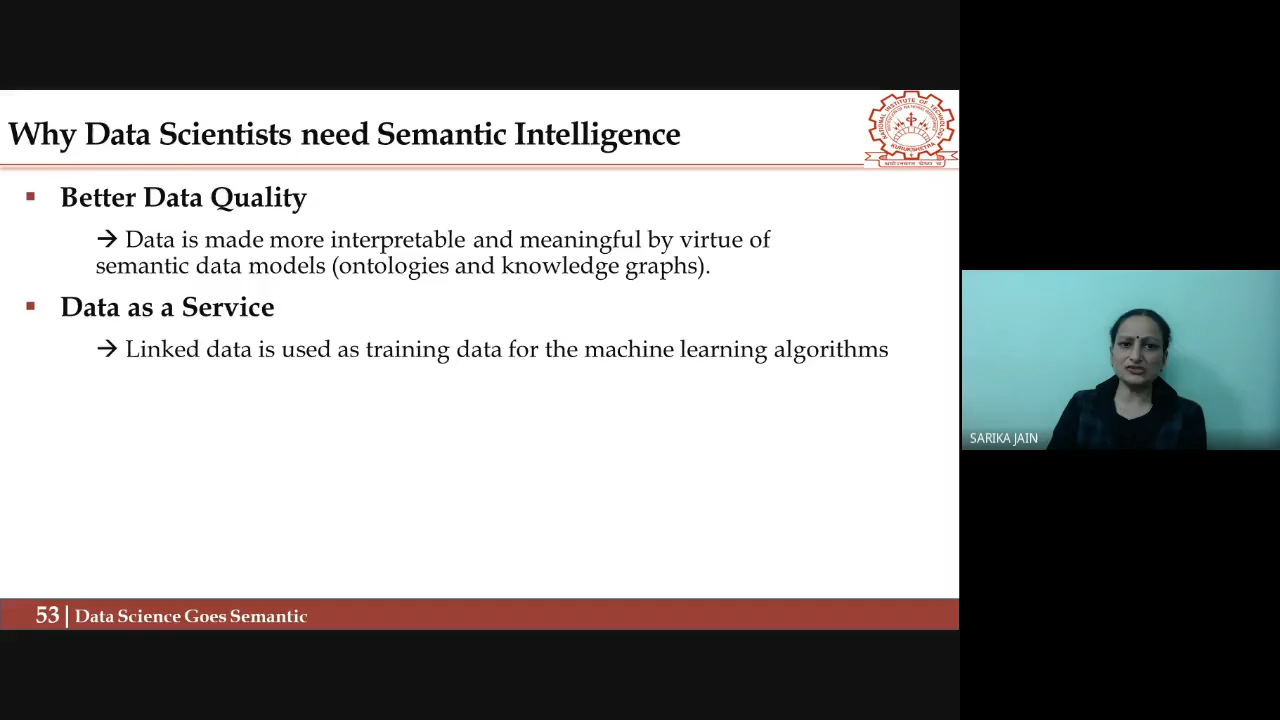 Why Data Scientists need Semantic Intelligence
▪ Better Data Quality
→ Data is made more interpretable and meaningful by virtue of
semantic data models (ontologies and knowledge graphs).
▪ Data as a Service
→ Linked data is used as training data for the machine learning algorithms
SARIKA JAIN
53| Data Science Goes Semantic